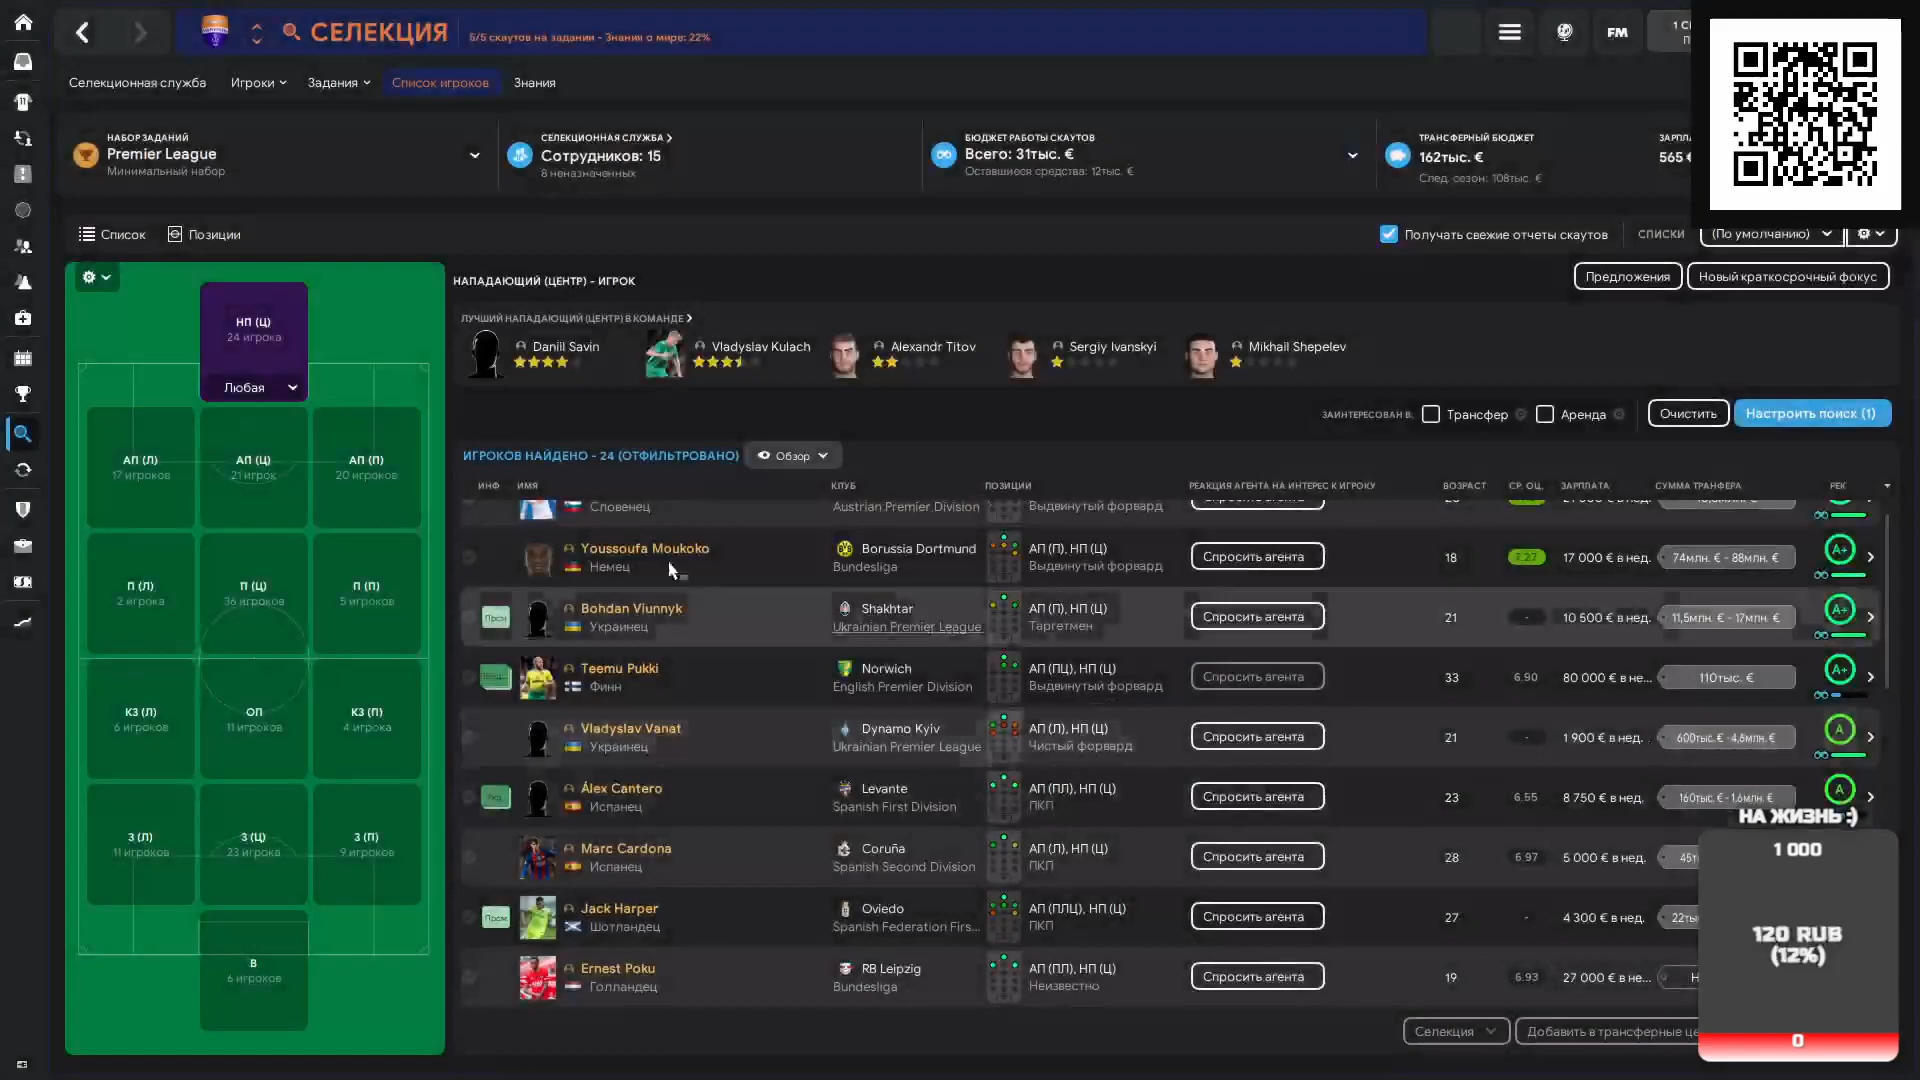 СЕЛЕКЦИЯ
5/5 скаутов на задании - Знания о мире: 22%
FM
Селекционная служба
Игроки
Задания
Список игроков
Знания
НАБОР ЗАДАНИЙ
Premier League
Минимальный набор
СЕЛЕКЦИОННАЯ СЛУЖБА
Сотрудников: 15
8 неназначенных
БЮДЖЕТ РАБОТЫ СКАУТОВ
Всего: 31тыс. €
Оставшиеся средства: 12тыс. €
ТРАНСФЕРНЫЙ БЮДЖЕТ
162тыс. €
След. сезон: 108тыс. €
565 €
Список
Позиции
Получать свежие отчеты скаутов
СПИСКИ
(По умолчанию)
НП (Ц)
24 игрока
Любая
АП (Л)
17 игроков
АП (Ц)
21 игрок
АП (П)
20 игроков
П (Л)
2 игрока
П (Ц)
36 игроков
П (П)
5 игроков
КЗ (Л)
6 игроков
ОП
11 игроков
КЗ (П)
4 игрока
З (Л)
11 игроков
З (Ц)
23 игрока
З (П)
9 игроков
В
6 игроков
НАПАДАЮЩИЙ (ЦЕНТР) - ИГРОК
Предложения
Новый краткосрочный фокус
ЛУЧШИЙ НАПАДАЮЩИЙ (ЦЕНТР) В КОМАНДЕ
Daniil Savin
Vladyslav Kulach
Alexandr Titov
Sergiy Ivanskyi
Mikhail Shepelev
ЗАИНТЕРЕСОВАН В:
Трансфер
Аренда
Очистить
Настроить поиск (1)
ИГРОКОВ НАЙДЕНО - 24 (ОТФИЛЬТРОВАНО)
Обзор
ИНФ ИМЯ КЛУБ ПОЗИЦИИ РЕАКЦИЯ АГЕНТА НА ИНТЕРЕС К ИГРОКУ ВОЗРАСТ СР. ОЦ. ЗАРПЛАТА СУММА ТРАНФЕРА РЕК
Словенец Austrian Premier Division Выдвинутый форвард
Youssoufa Moukoko Borussia Dortmund АП (П), НП (Ц) Спросить агента 18 7.27 17 000 € в нед. 74млн. € - 88млн. € A+
Немец Bundesliga Выдвинутый форвард
Bohdan Viunnyk Shakhtar АП (П), НП (Ц) Спросить агента 21 - 10 500 € в нед. 11,5млн. € - 17млн. € A+
Украинец Ukrainian Premier League Таргетмен
Teemu Pukki Norwich АП (ПЦ), НП (Ц) Спросить агента 33 6.90 80 000 € в не... 110тыс. € A+
Финн English Premier Division Выдвинутый форвард
Vladyslav Vanat Dynamo Kyiv АП (Л), НП (Ц) Спросить агента 21 - 1 900 € в нед. 600тыс. € - 4,8млн. € A
Украинец Ukrainian Premier League Чистый форвард
Álex Cantero Levante АП (ПЛ), НП (Ц) Спросить агента 23 6.55 8 750 € в нед. 160тыс. € - 1,6млн. € A
Испанец Spanish First Division ПКП
Marc Cardona Coruña АП (Л), НП (Ц) Спросить агента 28 6.97 5 000 € в нед.
Испанец Spanish Second Division ПКП
Jack Harper Oviedo АП (ПЛЦ), НП (Ц) Спросить агента 27 - 4 300 € в нед.
Шотландец Spanish Federation Firs... ПКП
Ernest Poku RB Leipzig АП (ПЛ), НП (Ц) Спросить агента 19 6.93 27 000 € в не...
Голландец Bundesliga Неизвестно
Селекция
НА ЖИЗНЬ :)
1 000
120 RUB
(12%)
0